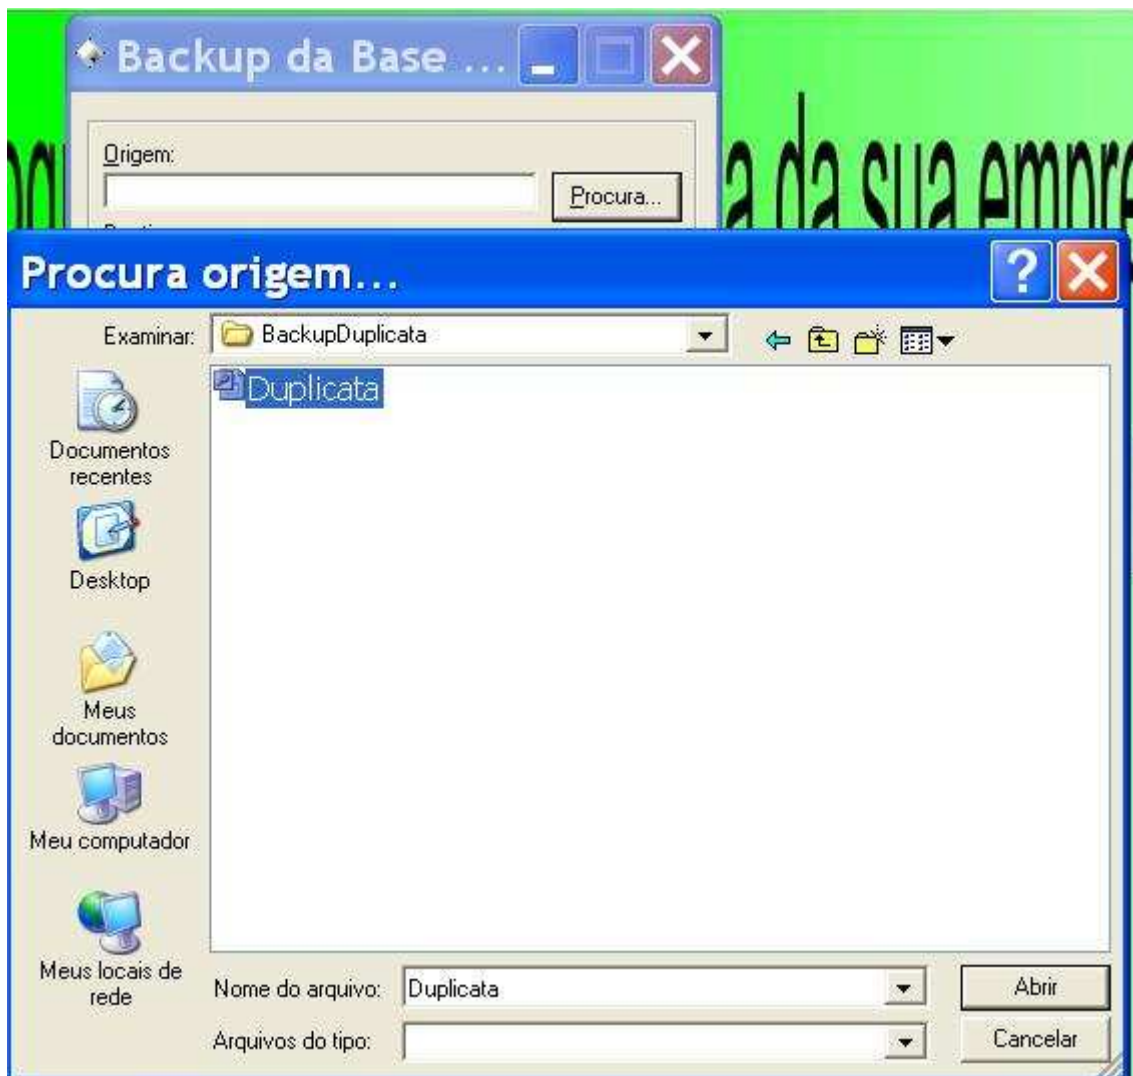 Backup da Base ...
Origem:
Procura...
a da sua empre
Procura origem...
Examinar:
BackupDuplicata
Duplicata
Documentos
recentes
Desktop
Meus
documentos
Meu computador
Meus locais de
rede
Nome do arquivo:
Duplicata
Abrir
Arquivos do tipo:
Cancelar